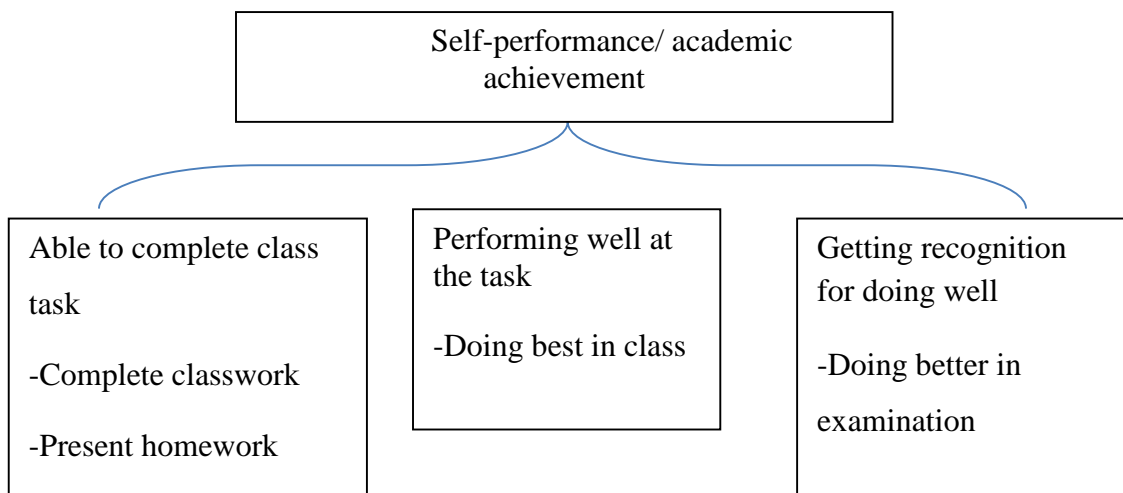 Self-performance/ academic
achievement
Able to complete class
task
-Complete classwork
-Present homework
Performing well at
the task
-Doing best in class
Getting recognition
for doing well
-Doing better in
examination